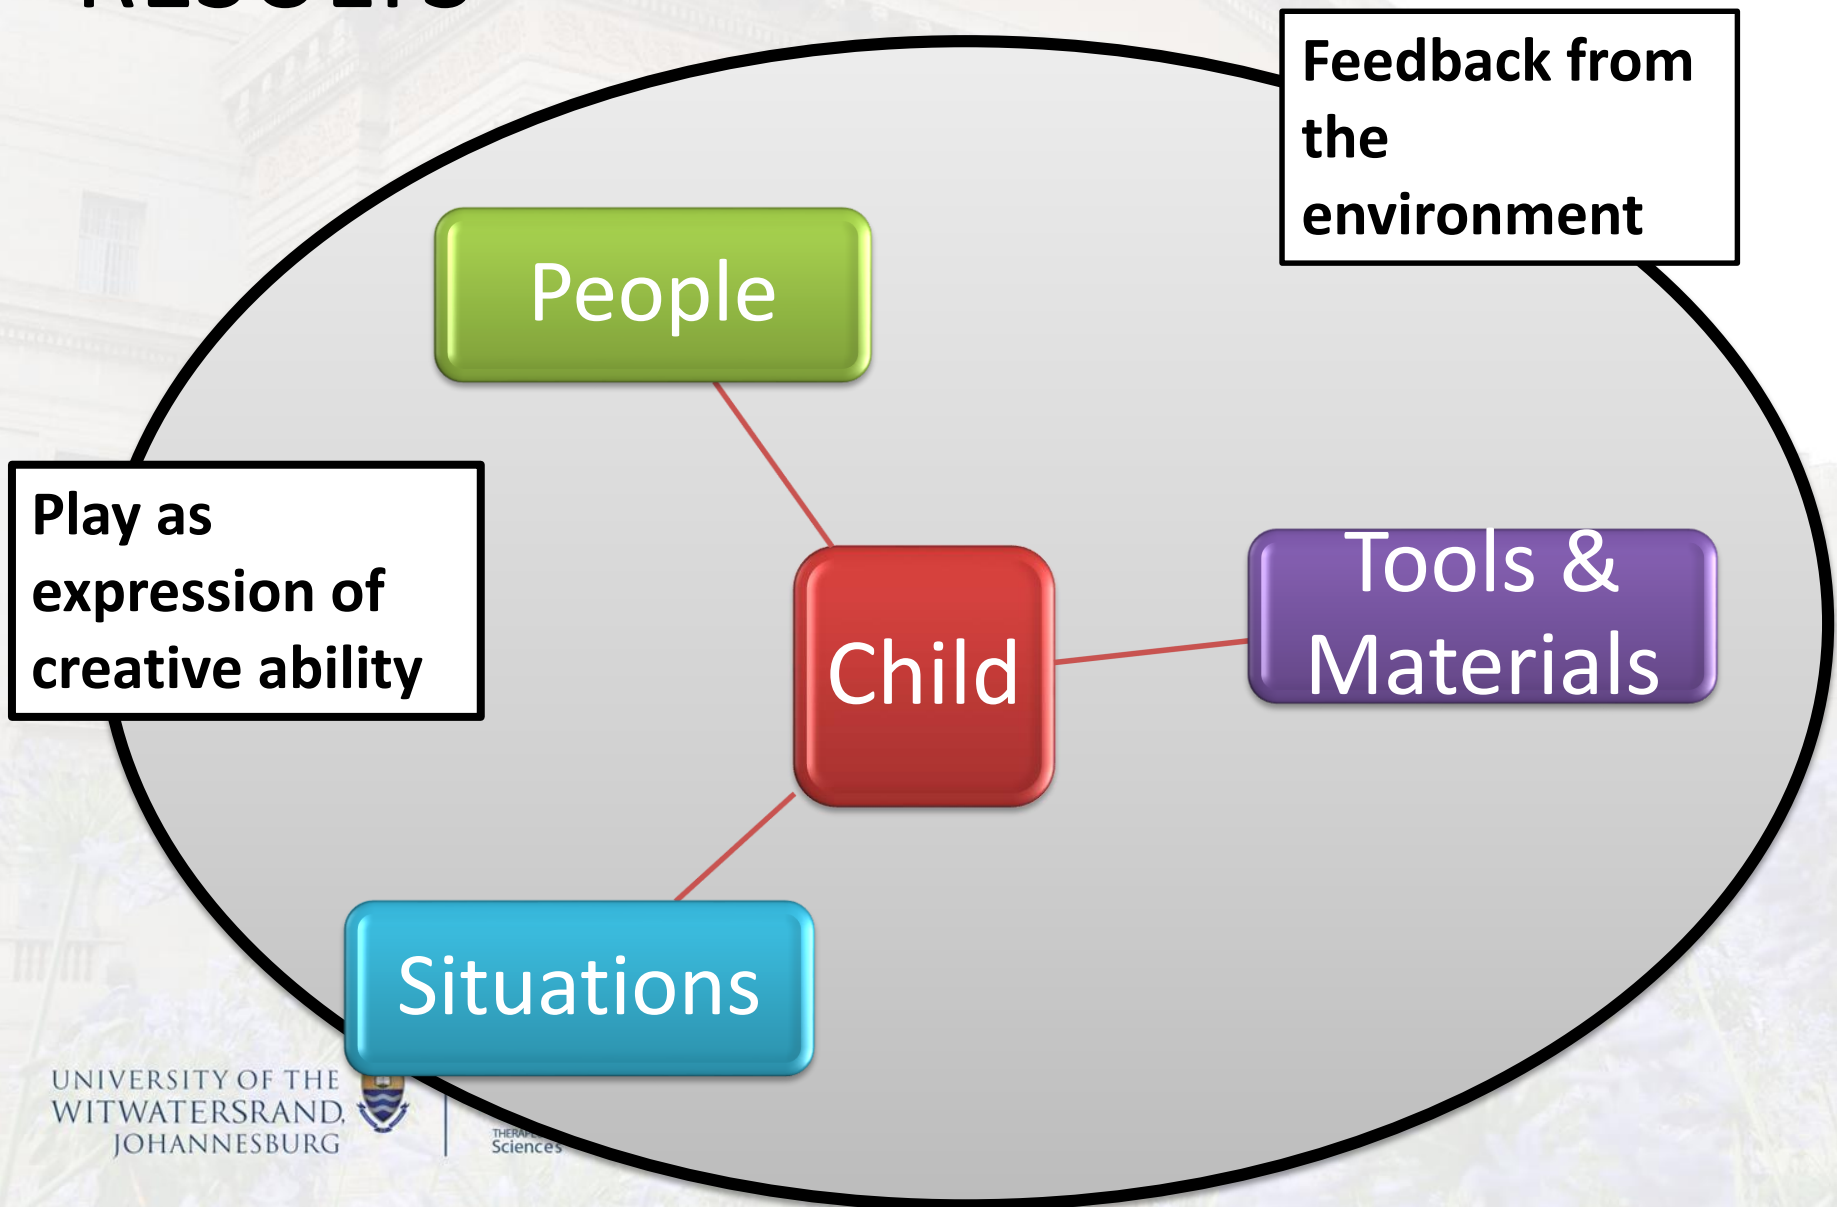 RESULTS
Feedback from
the
environment
People
Play as
expression of
creative ability
Tools &
Materials
Child
Situations
UNIVERSITY OF THE
WITWATERSRAND,
JOHANNESBURG
Sciences